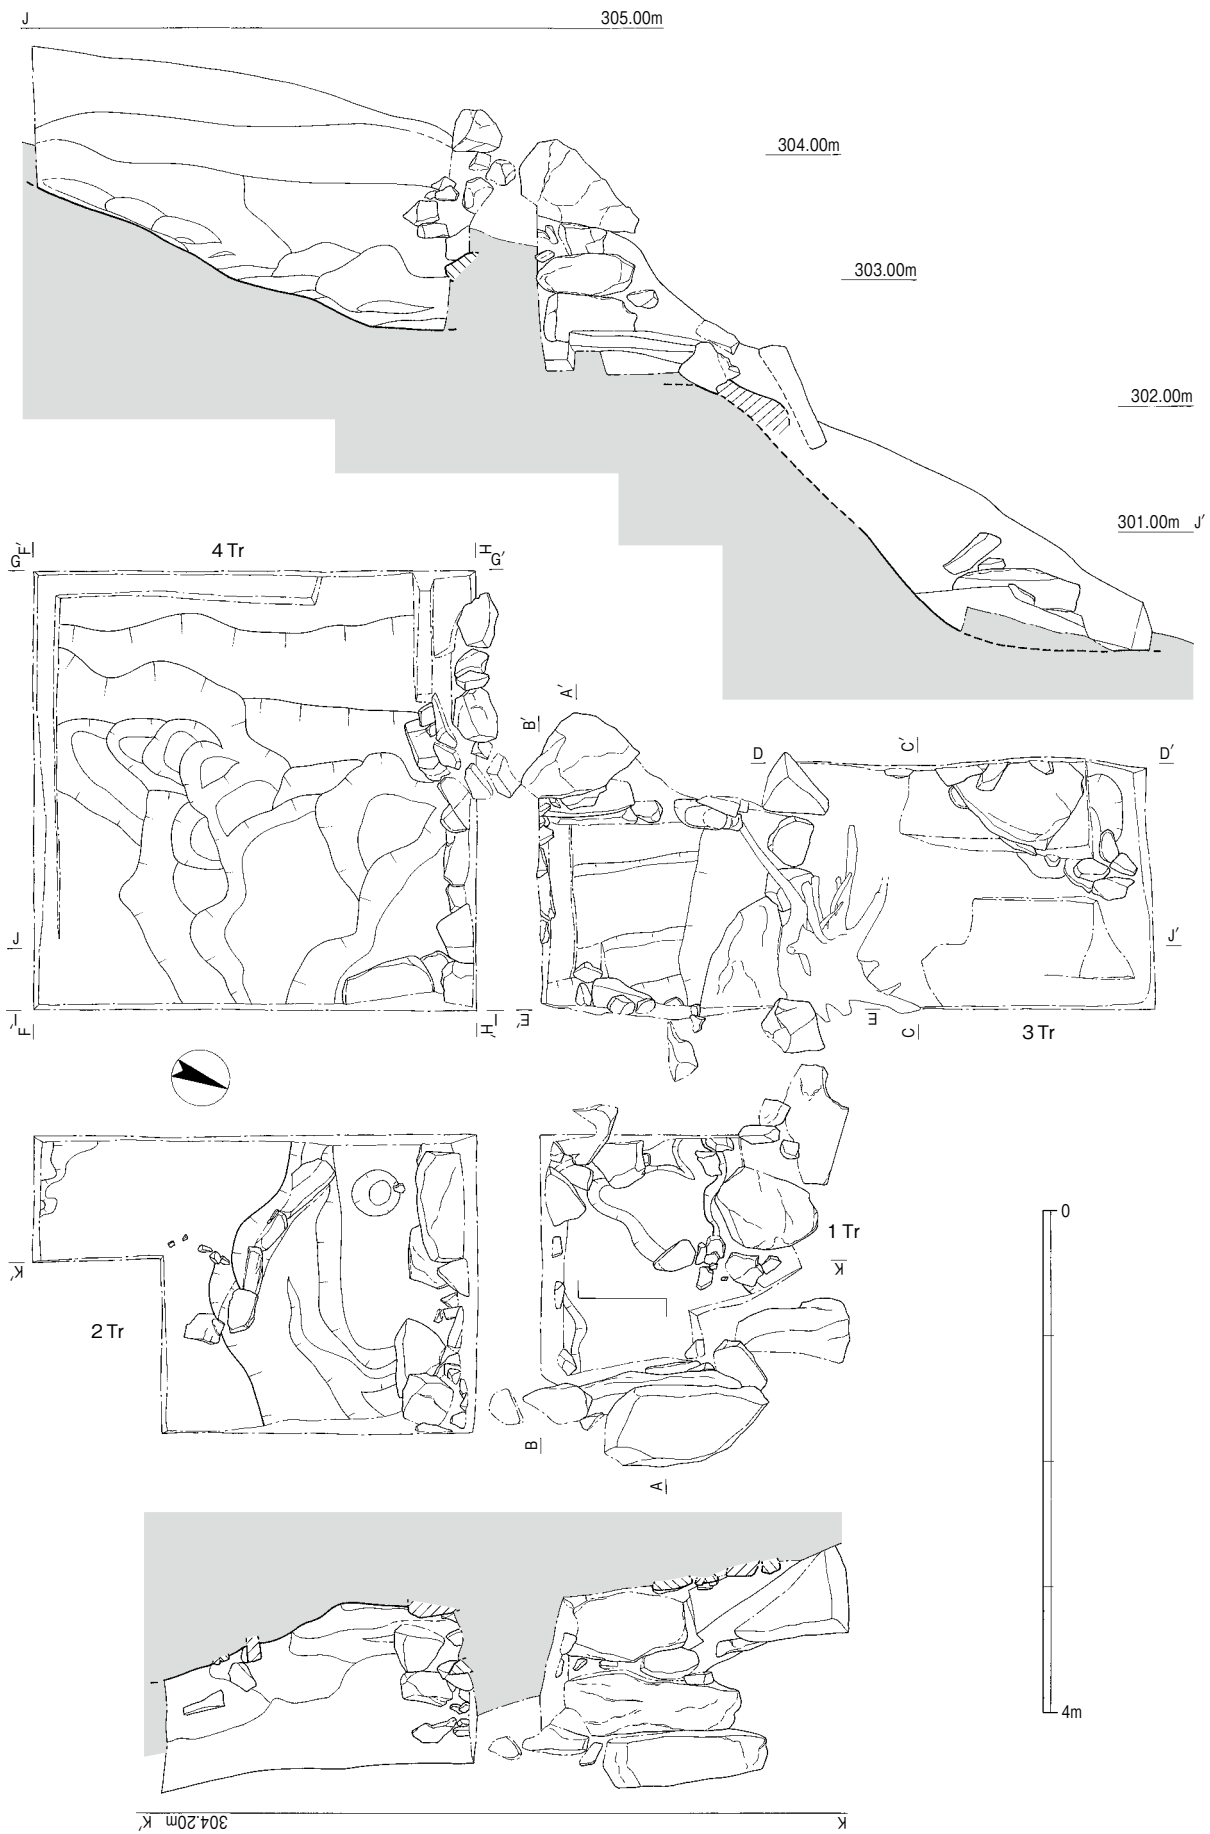 J
305.00m
304.00m
303.00m
302.00m
301.00m J′
G F′ 4 Tr H G′
A′
B′
D C′ D′
J J′
I′ F H′ I E′ E C 3 Tr
1 Tr
K
K′
2 Tr
B
A
0
4m
K′ 304.20m K